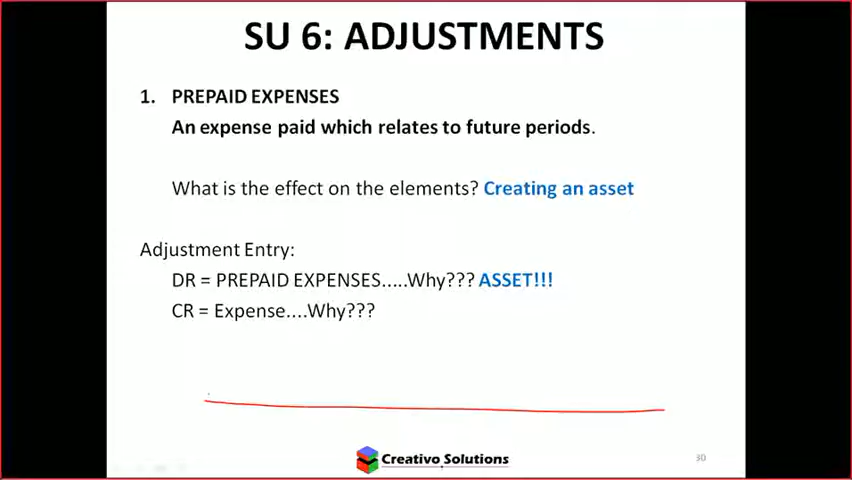 SU 6: ADJUSTMENTS
1. PREPAID EXPENSES
An expense paid which relates to future periods.
What is the effect on the elements? Creating an asset
Adjustment Entry:
DR = PREPAID EXPENSES.....Why??? ASSET!!!
CR = Expense....Why???
Creativo Solutions
30